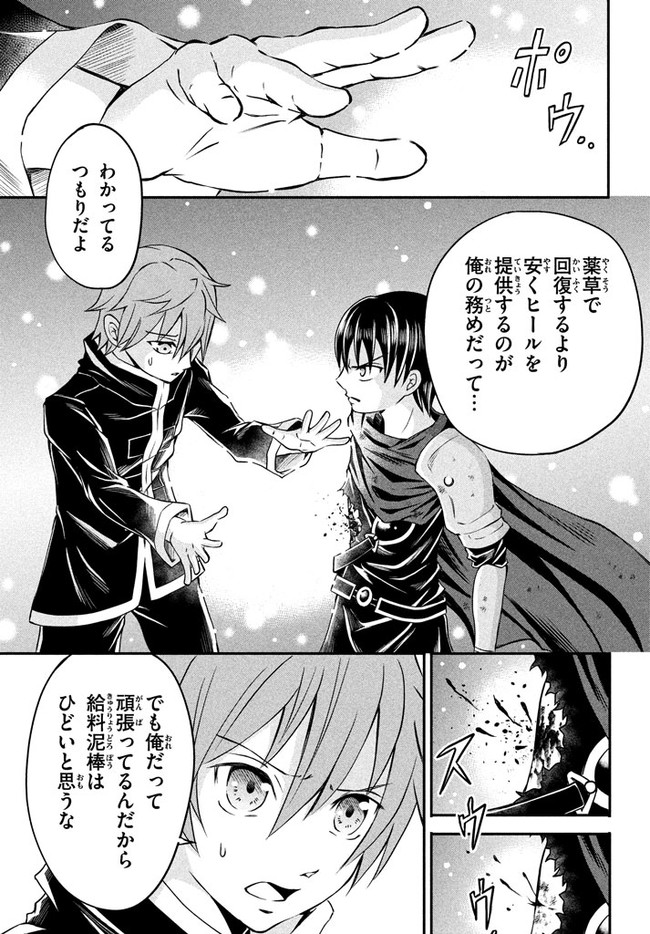 ポゥ‥
薬草で
回復するより
安くヒールを
提供するのが
俺の務めだって…
わかってる
つもりだよ
スゥ
スゥ
でも俺だって
頑張ってるんだから
給料泥棒は
ひどいと思うな